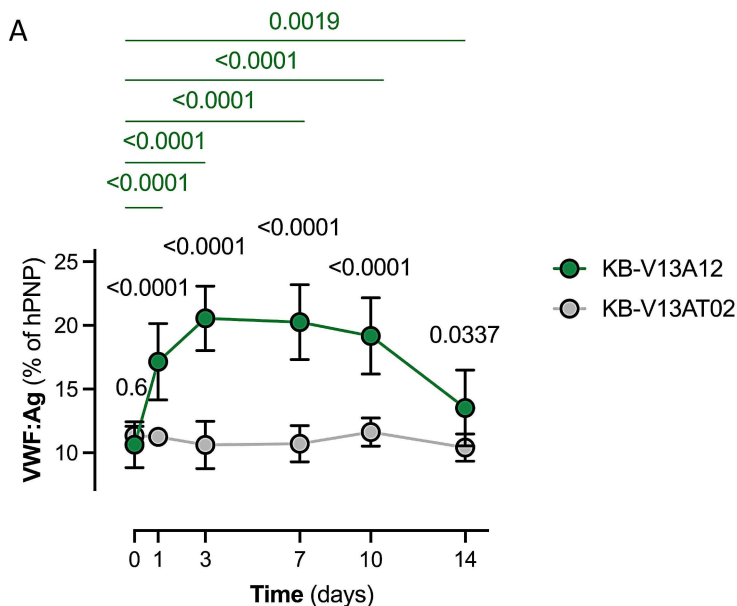 A
0.0019
<0.0001
<0.0001
<0.0001
<0.0001
<0.0001
<0.0001
<0.0001
<0.0001
0.0337
0.6
25
20
15
10
VWF:Ag (% of hPNP)
0 1 3 7 10 14
Time (days)
KB-V13A12
KB-V13AT02